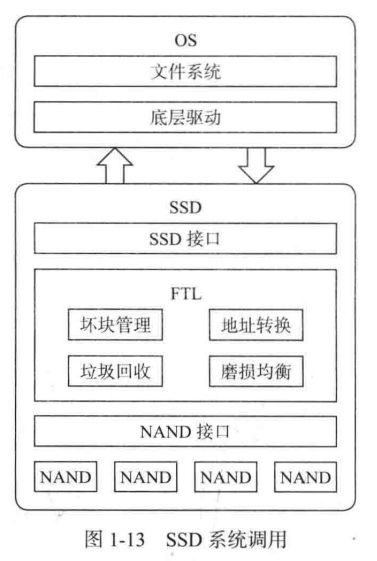 OS
文件系统
底层驱动
SSD
SSD 接口
FTL
坏块管理 地址转换
垃圾回收 磨损均衡
NAND 接口
NAND NAND NAND NAND
图 1-13 SSD 系统调用